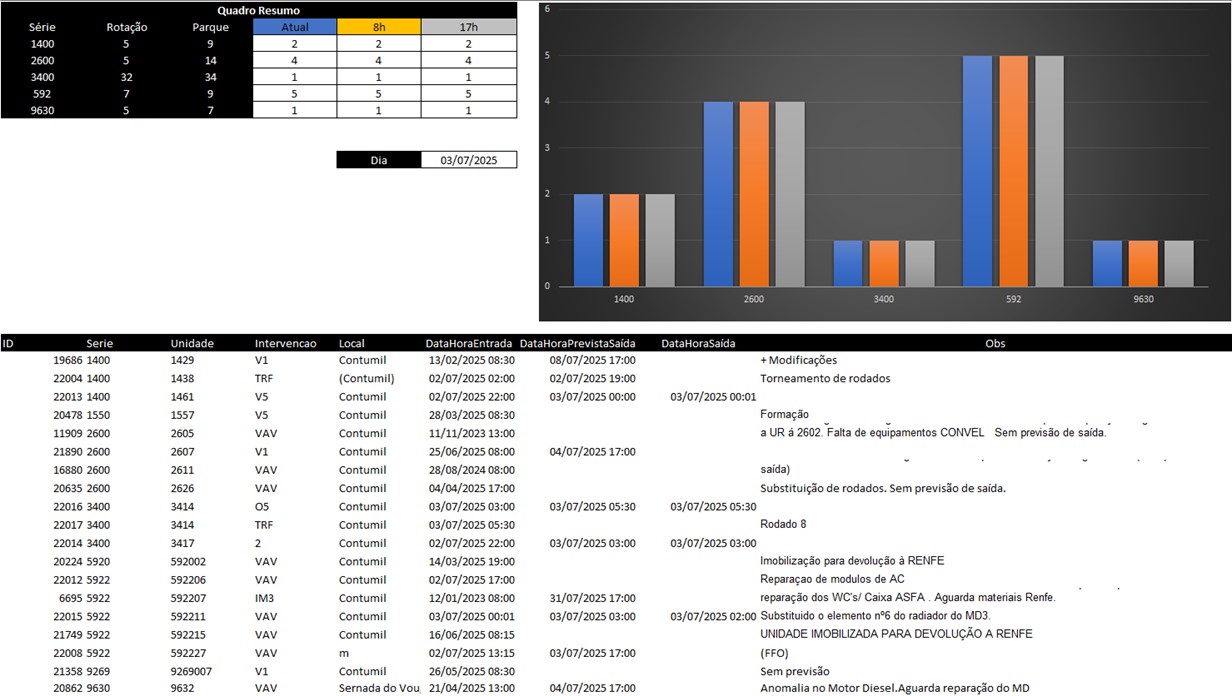 Quadro Resumo
Série Rotação Parque Atual 8h 17h
1400 5 9 2 2 2
2600 5 14 4 4 4
3400 32 34 1 1 1
592 7 9 5 5 5
9630 5 7 1 1 1
Dia 03/07/2025
6
5
4
3
2
1
0
1400 2600 3400 592 9630
ID Serie Unidade Intervencao Local DataHoraEntrada DataHoraPrevistaSaída DataHoraSaída Obs
19686 1400 1429 V1 Contumil 13/02/2025 08:30 08/07/2025 17:00 + Modificações
22004 1400 1438 TRF (Contumil) 02/07/2025 02:00 02/07/2025 19:00 Torneamento de rodados
22013 1400 1461 V5 Contumil 02/07/2025 22:00 03/07/2025 00:00 03/07/2025 00:01
20478 1550 1557 V5 Contumil 28/03/2025 08:30 Formação
11909 2600 2605 VAV Contumil 11/11/2023 13:00 a UR á 2602. Falta de equipamentos CONVEL Sem previsão de saída.
21890 2600 2607 V1 Contumil 25/06/2025 08:00 04/07/2025 17:00
16880 2600 2611 VAV Contumil 28/08/2024 08:00 saída)
20635 2600 2626 VAV Contumil 04/04/2025 17:00 Substituição de rodados. Sem previsão de saída.
22016 3400 3414 O5 Contumil 03/07/2025 03:00 03/07/2025 05:30 03/07/2025 05:30
22017 3400 3414 TRF Contumil 03/07/2025 05:30 Rodado 8
22014 3400 3417 2 Contumil 02/07/2025 22:00 03/07/2025 03:00 03/07/2025 03:00
20224 5920 592002 VAV Contumil 14/03/2025 19:00 Imobilização para devolução à RENFE
22012 5922 592206 VAV Contumil 02/07/2025 17:00 Reparaçao de modulos de AC
6695 5922 592207 IM3 Contumil 12/01/2023 08:00 31/07/2025 17:00 reparação dos WC's/ Caixa ASFA . Aguarda materiais Renfe.
22015 5922 592211 VAV Contumil 03/07/2025 00:01 03/07/2025 03:00 03/07/2025 02:00 Substituido o elemento nº6 do radiador do MD3.
21749 5922 592215 VAV Contumil 16/06/2025 08:15 UNIDADE IMOBILIZADA PARA DEVOLUÇÃO A RENFE
22008 5922 592227 VAV m 02/07/2025 13:15 03/07/2025 17:00 (FFO)
21358 9269 9269007 V1 Contumil 26/05/2025 08:30 Sem previsão
20862 9630 9632 VAV Sernada do Vou 21/04/2025 13:00 04/07/2025 17:00 Anomalia no Motor Diesel.Aguarda reparação do MD